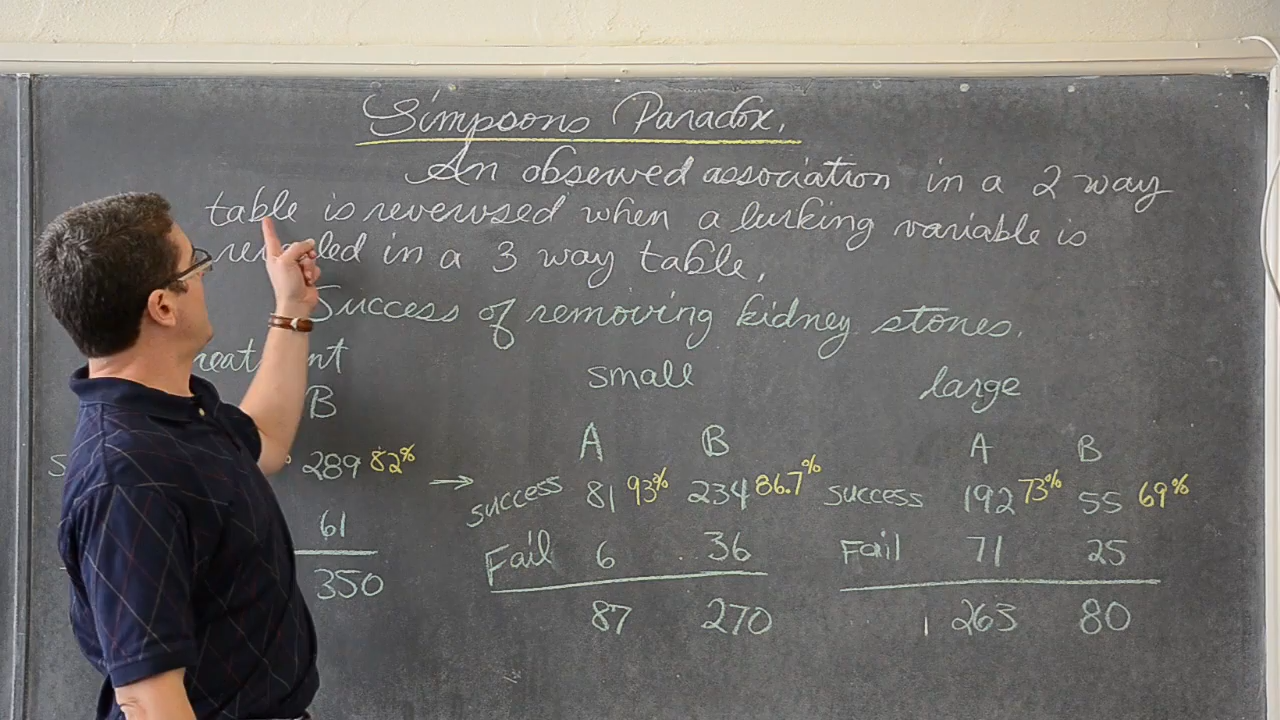 Simpsons Paradox.
An observed association in a 2 way
table is reversed when a lurking variable is
in a 3 way table.
Success of removing kidney stones.
small large
B
A B A B
289 82% → success 81 93% 234 86.7% success 192 73% 55 69%
61 Fail 6 36 Fail 71 25
350 87 270 263 80